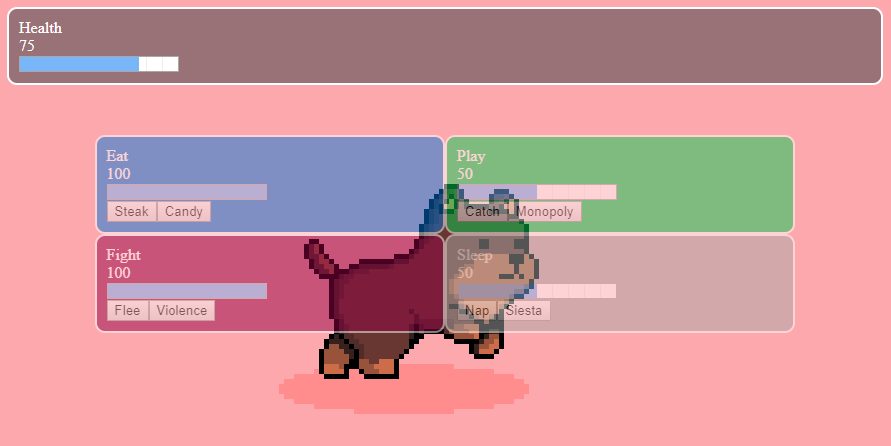 Health
75
Eat
100
Steak Candy
Play
50
Catch Monopoly
Fight
100
Flee Violence
Sleep
50
Nap Siesta